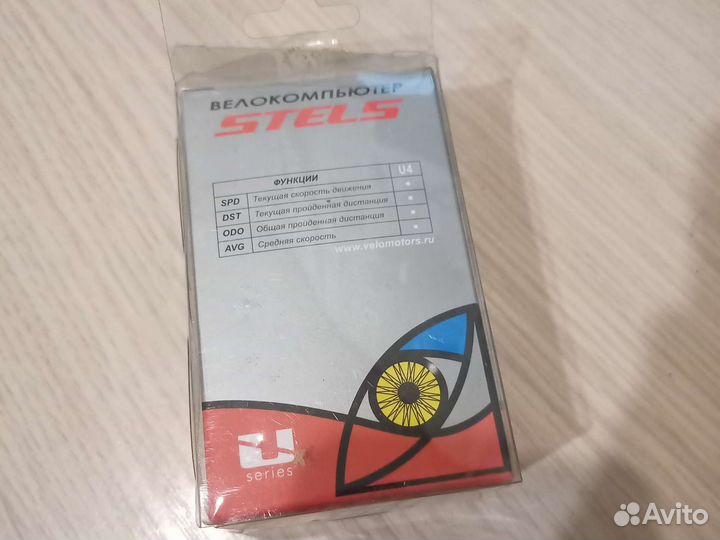 ВЕЛОКОМПЬЮТЕР
STELS
ФУНКЦИИ U4
SPD Текущая скорость движения
DST Текущая пройденная дистанция
ODO Общая пройденная дистанция
AVG Средняя скорость
www.velomotors.ru
Ux
series
Avito